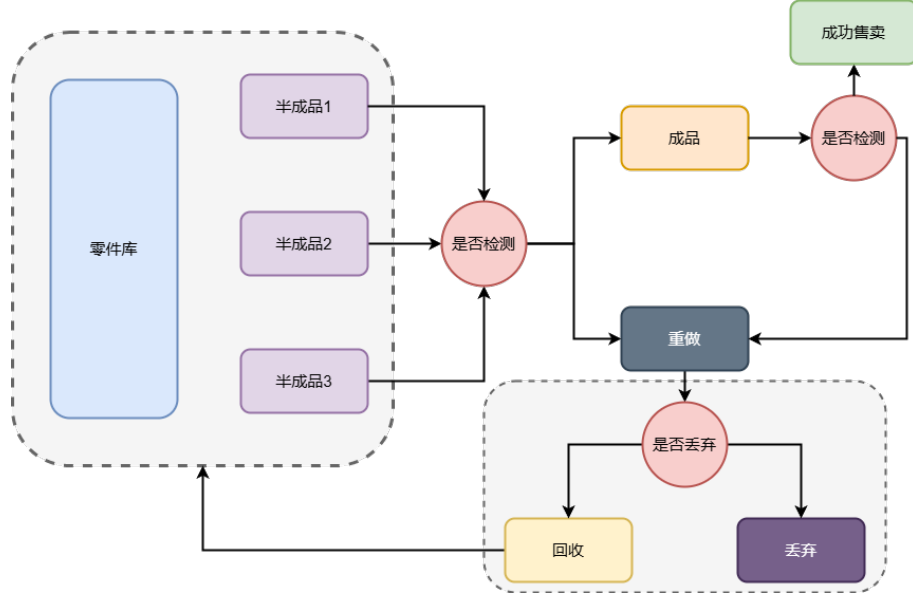 成功售卖
半成品1
成品
是否检测
零件库
半成品2
是否检测
半成品3
重做
是否丢弃
回收
丢弃